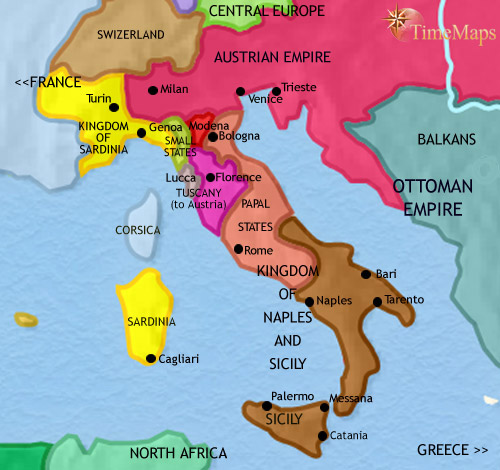 CENTRAL EUROPE
TimeMaps
SWIZERLAND
AUSTRIAN EMPIRE
<<FRANCE
Milan
Trieste
Turin
Venice
KINGDOM
OF
SARDINIA
Genoa
Modena
Bologna
SMALL
STATES
BALKANS
Lucca
Florence
TUSCANY
(to Austria)
OTTOMAN
EMPIRE
PAPAL
STATES
CORSICA
Rome
KINGDOM
OF
NAPLES
AND
SICILY
Bari
Naples
Tarento
SARDINIA
Cagliari
Palermo
Messana
SICILY
Catania
NORTH AFRICA
GREECE >>